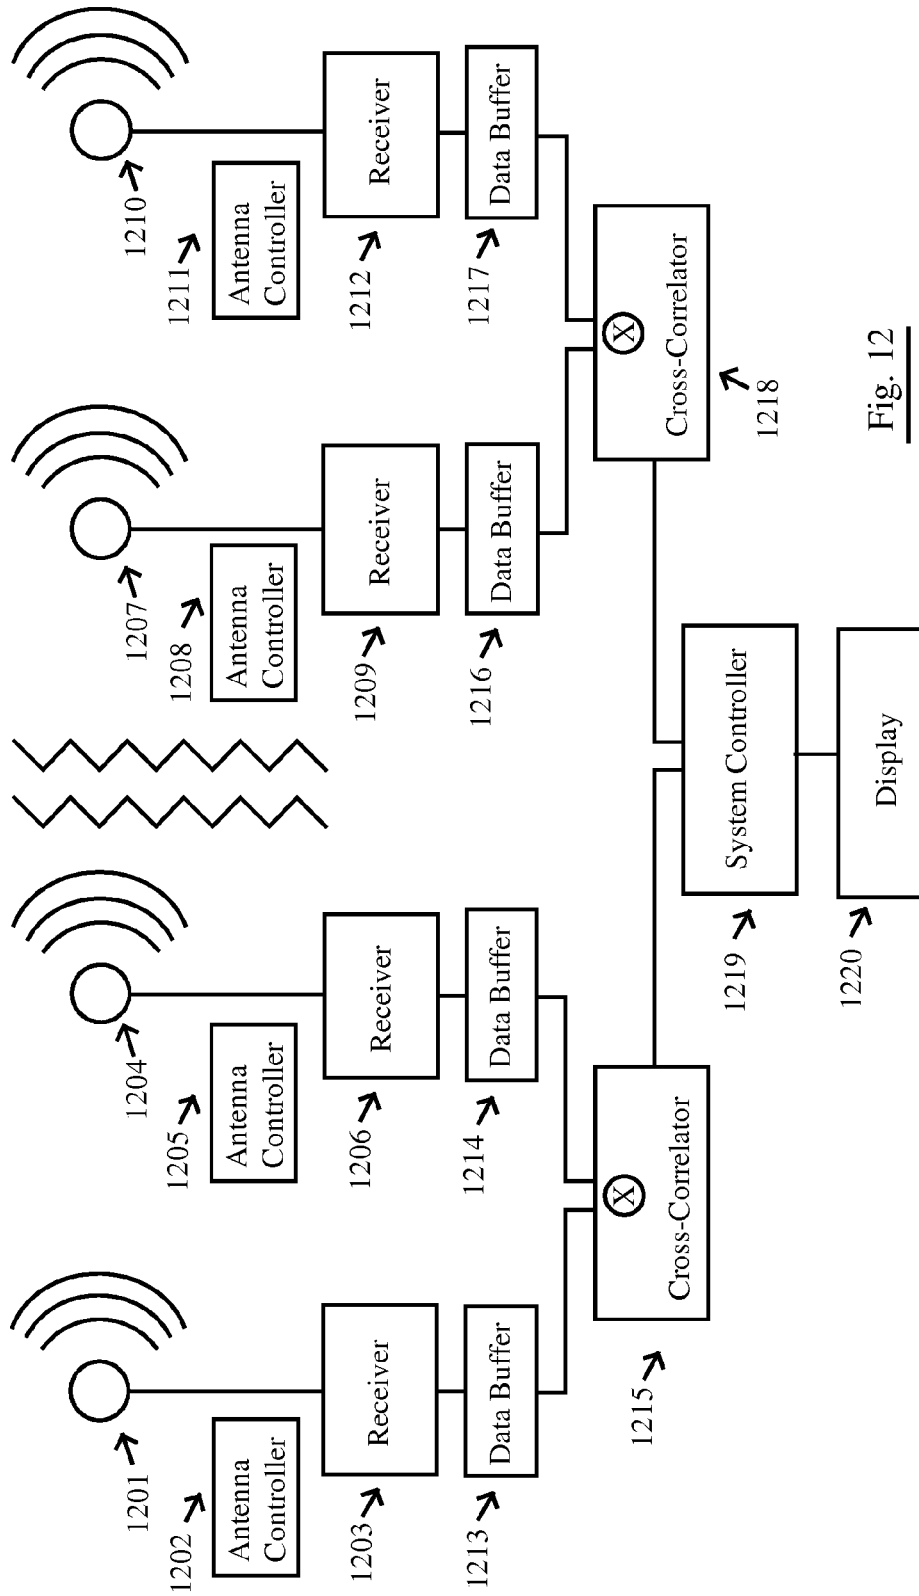 1201
1204
1207
1210
1202
Antenna
Controller
1205
Antenna
Controller
1208
Antenna
Controller
1211
Antenna
Controller
1203
Receiver
1206
Receiver
1209
Receiver
1212
Receiver
1213
Data Buffer
1214
Data Buffer
1216
Data Buffer
1217
Data Buffer
1215
X
Cross-Correlator
X
Cross-Correlator
1218
1219
System Controller
1220
Display
Fig. 12